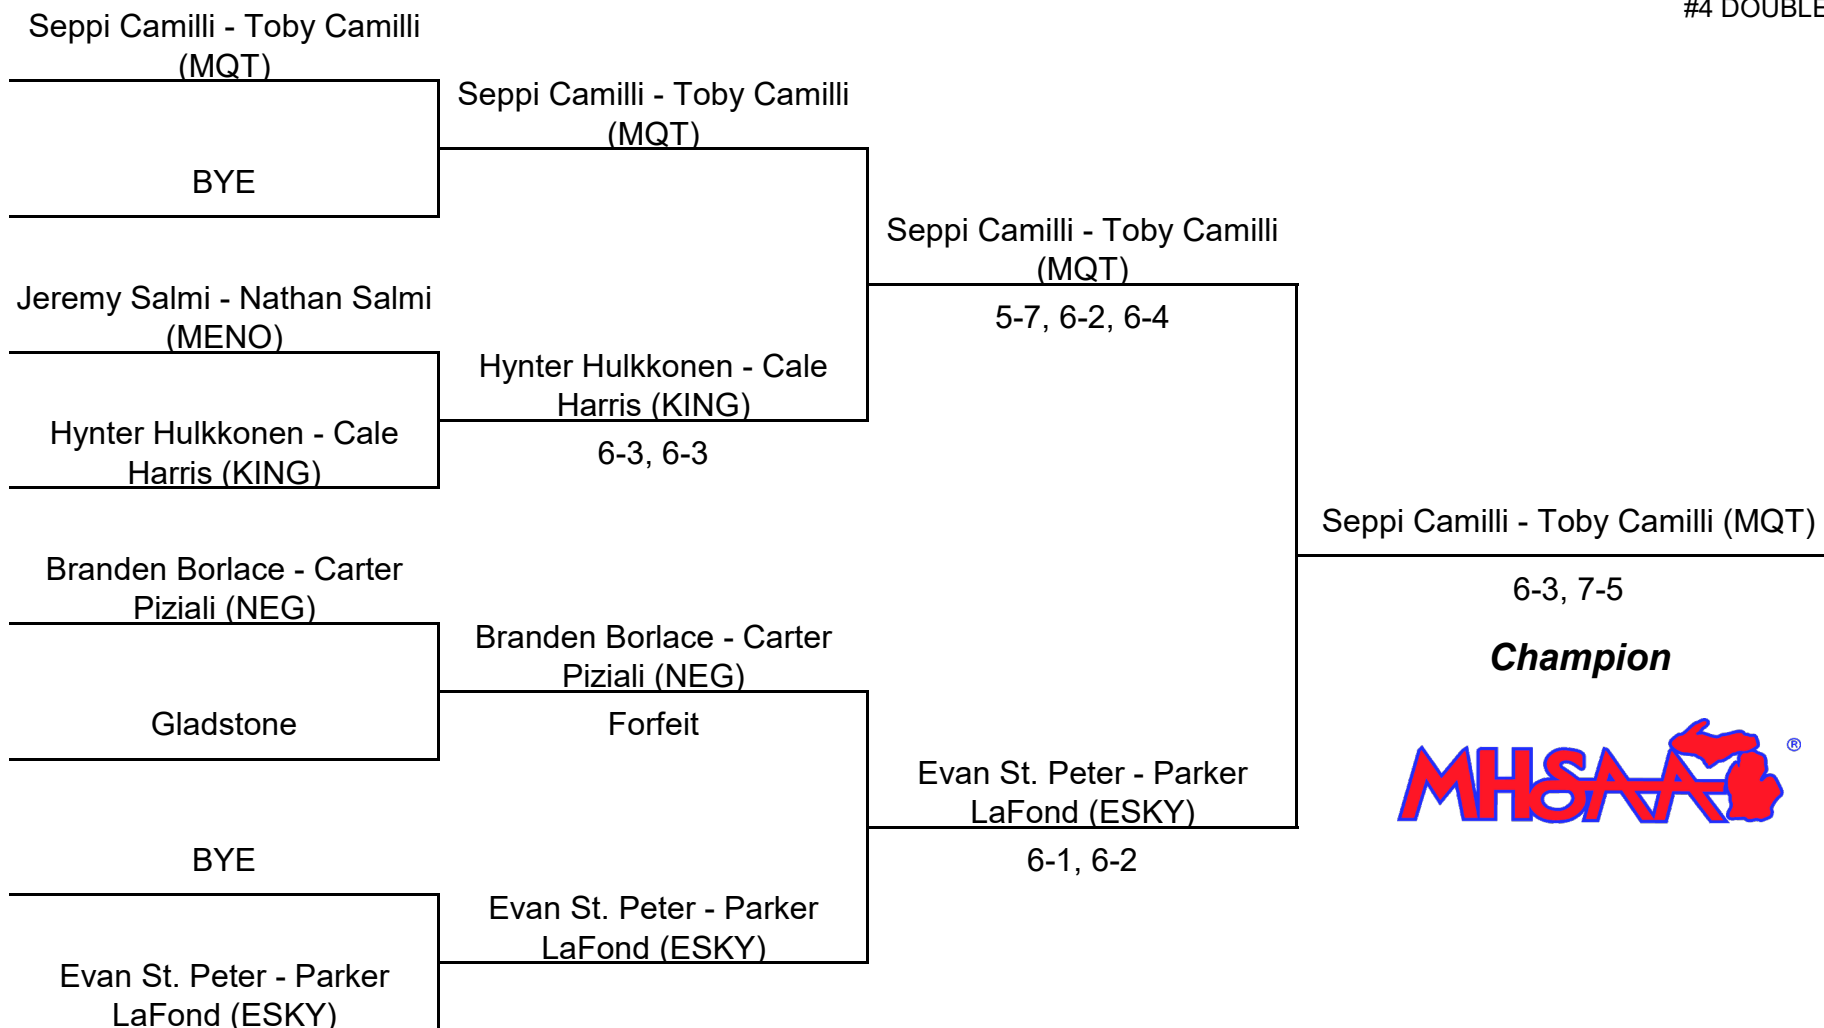 #4 DOUBLE
Seppi Camilli - Toby Camilli
(MQT)
BYE
Jeremy Salmi - Nathan Salmi
(MENO)
Hynter Hulkkonen - Cale
Harris (KING)
Branden Borlace - Carter
Piziali (NEG)
Gladstone
BYE
Evan St. Peter - Parker
LaFond (ESKY)
Seppi Camilli - Toby Camilli
(MQT)
Hynter Hulkkonen - Cale
Harris (KING)
6-3, 6-3
Branden Borlace - Carter
Piziali (NEG)
Forfeit
Evan St. Peter - Parker
LaFond (ESKY)
Seppi Camilli - Toby Camilli
(MQT)
5-7, 6-2, 6-4
Evan St. Peter - Parker
LaFond (ESKY)
6-1, 6-2
Seppi Camilli - Toby Camilli (MQT)
6-3, 7-5
Champion
MHSAA ®